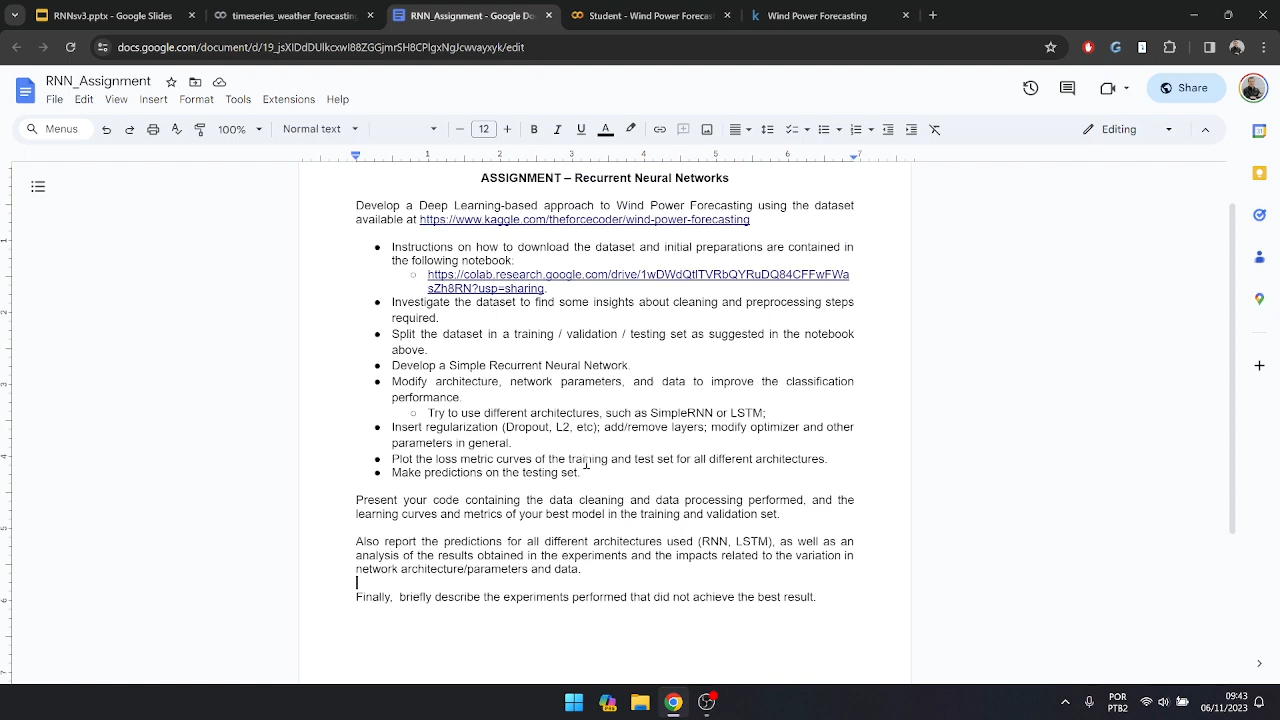 RNNsv3.pptx - Google Slides
timeseries_weather_forecasting
RNN_Assignment - Google Do
Student - Wind Power Forecas
Wind Power Forecasting
RNN_Assignment
File Edit View Insert Format Tools Extensions Help
Share
Menus 100% Normal text 12 Editing
1 2 3 4 5 6 7
ASSIGNMENT – Recurrent Neural Networks
Develop a Deep Learning-based approach to Wind Power Forecasting using the dataset
available at https://www.kaggle.com/theforcecoder/wind-power-forecasting
● Instructions on how to download the dataset and initial preparations are contained in
the following notebook:
○ https://colab.research.google.com/drive/1wDWdQtlTVRbQYRuDQ84CFFwFWa
sZh8RN?usp=sharing.
● Investigate the dataset to find some insights about cleaning and preprocessing steps
required.
● Split the dataset in a training / validation / testing set as suggested in the notebook
above.
● Develop a Simple Recurrent Neural Network.
● Modify architecture, network parameters, and data to improve the classification
performance.
○ Try to use different architectures, such as SimpleRNN or LSTM;
● Insert regularization (Dropout, L2, etc); add/remove layers; modify optimizer and other
parameters in general.
● Plot the loss metric curves of the training and test set for all different architectures.
● Make predictions on the testing set.
Present your code containing the data cleaning and data processing performed, and the
learning curves and metrics of your best model in the training and validation set.
Also report the predictions for all different architectures used (RNN, LSTM), as well as an
analysis of the results obtained in the experiments and the impacts related to the variation in
network architecture/parameters and data.
Finally, briefly describe the experiments performed that did not achieve the best result.
POR
PTB2
09:43
06/11/2023